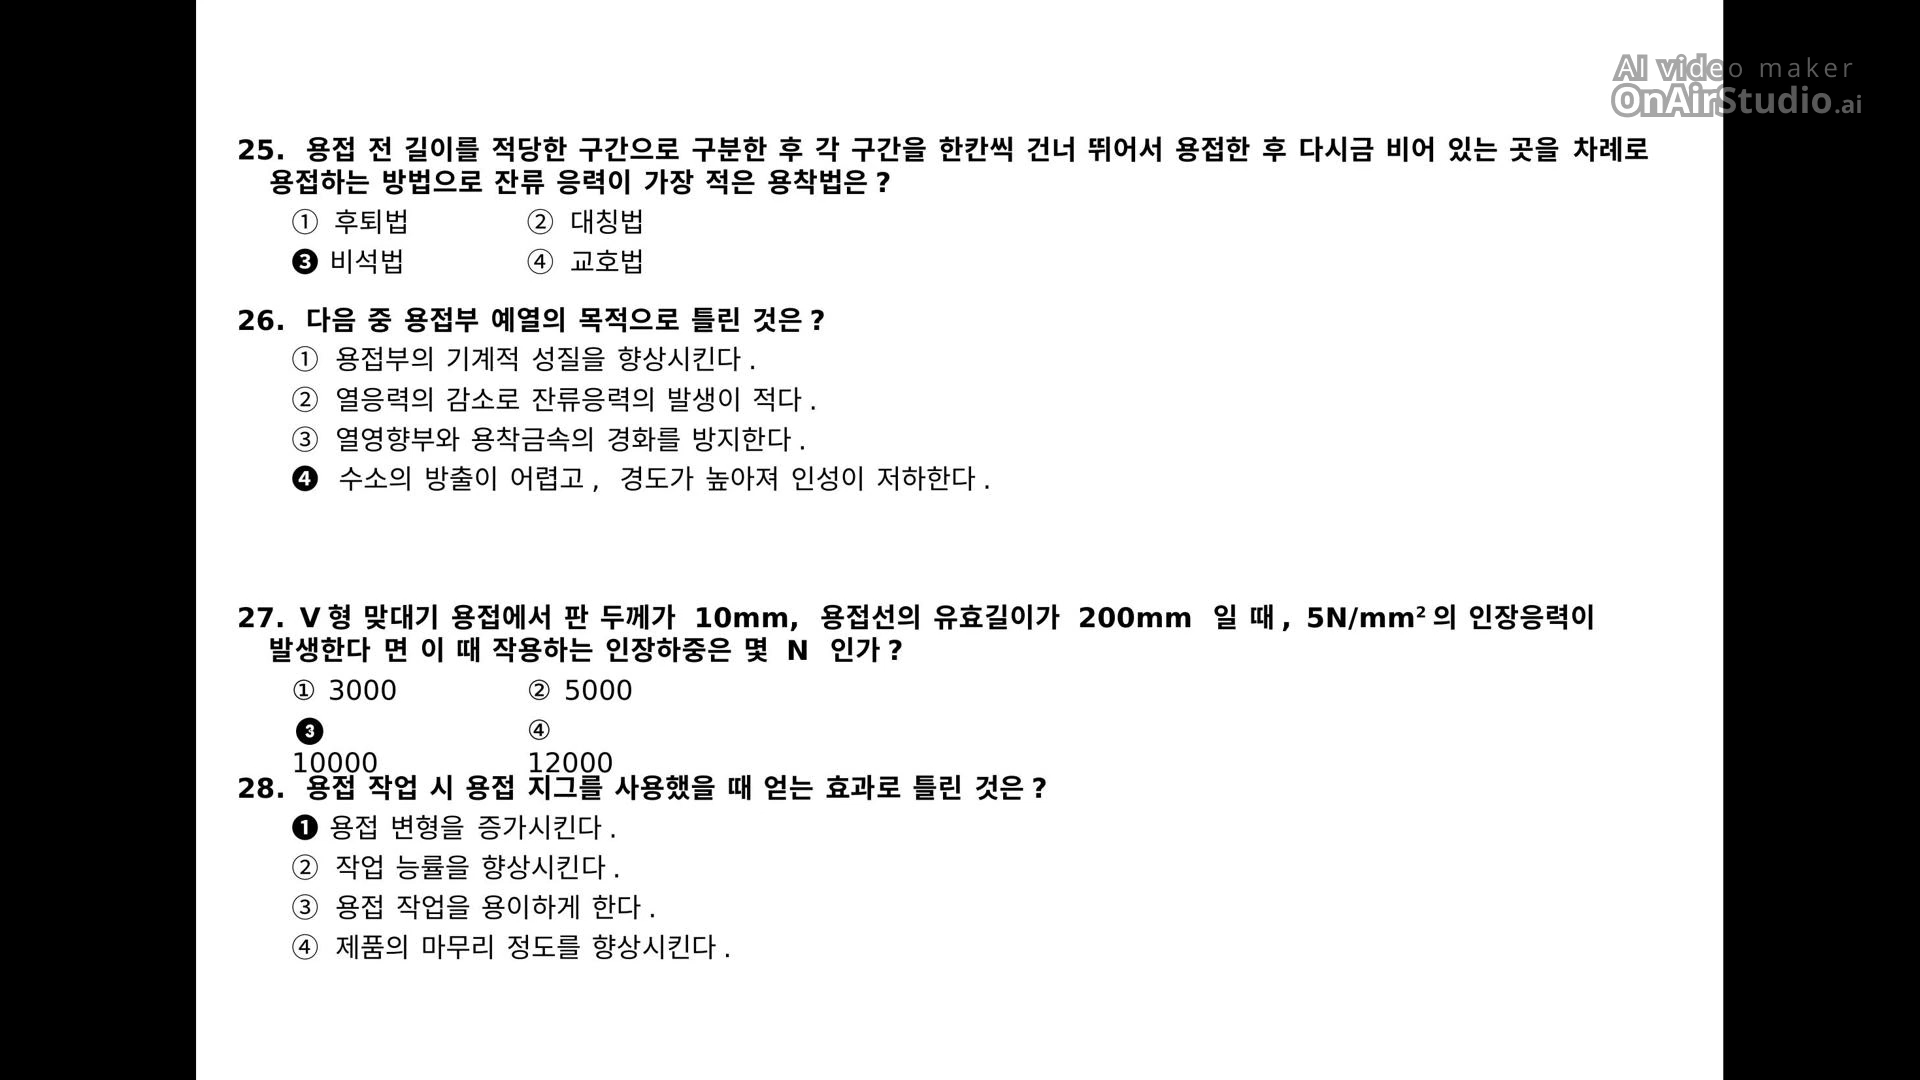 AI video maker
OnAirStudio.ai
25. 용접 전 길이를 적당한 구간으로 구분한 후 각 구간을 한칸씩 건너 뛰어서 용접한 후 다시금 비어 있는 곳을 차례로
용접하는 방법으로 잔류 응력이 가장 적은 용착법은?
① 후퇴법 ② 대칭법
❸ 비석법 ④ 교호법
26. 다음 중 용접부 예열의 목적으로 틀린 것은?
① 용접부의 기계적 성질을 향상시킨다.
② 열응력의 감소로 잔류응력의 발생이 적다.
③ 열영향부와 용착금속의 경화를 방지한다.
❹ 수소의 방출이 어렵고, 경도가 높아져 인성이 저하한다.
27. V형 맞대기 용접에서 판 두께가 10mm, 용접선의 유효길이가 200mm 일 때, 5N/mm²의 인장응력이
발생한다 면 이 때 작용하는 인장하중은 몇 N 인가?
① 3000 ② 5000
❸ ④
10000 12000
28. 용접 작업 시 용접 지그를 사용했을 때 얻는 효과로 틀린 것은?
❶ 용접 변형을 증가시킨다.
② 작업 능률을 향상시킨다.
③ 용접 작업을 용이하게 한다.
④ 제품의 마무리 정도를 향상시킨다.